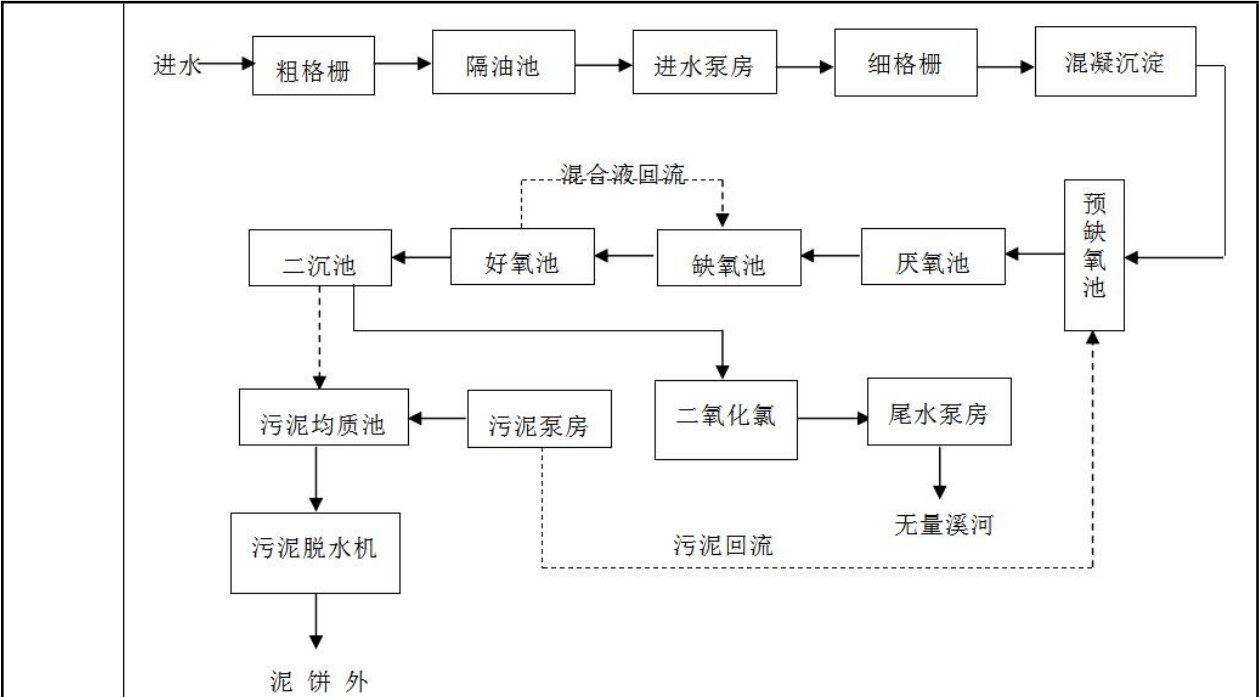 进水
粗格栅
隔油池
进水泵房
细格栅
混凝沉淀
混合液回流
预缺氧池
二沉池
好氧池
缺氧池
厌氧池
污泥均质池
污泥泵房
二氧化氯
尾水泵房
无量溪河
污泥脱水机
污泥回流
泥饼外